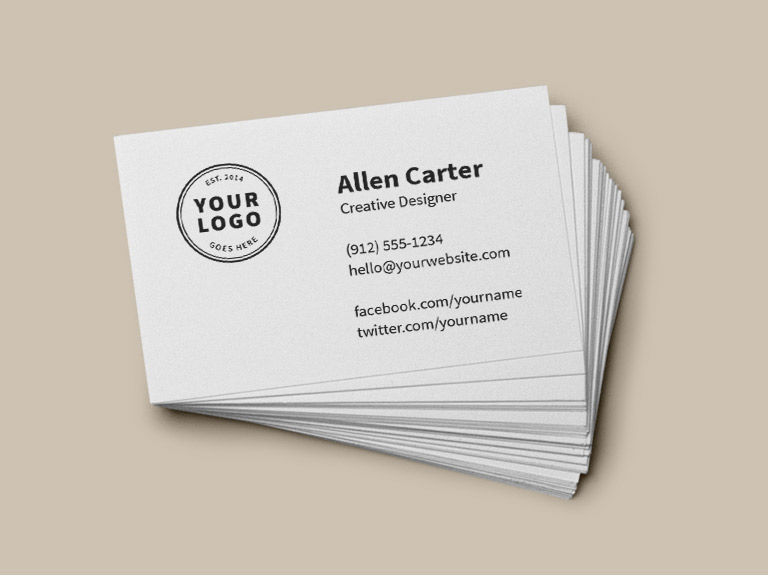 EST. 2014
YOUR
LOGO
GOES HERE
Allen Carter
Creative Designer
(912) 555-1234
hello@yourwebsite.com
facebook.com/yourname
twitter.com/yourname